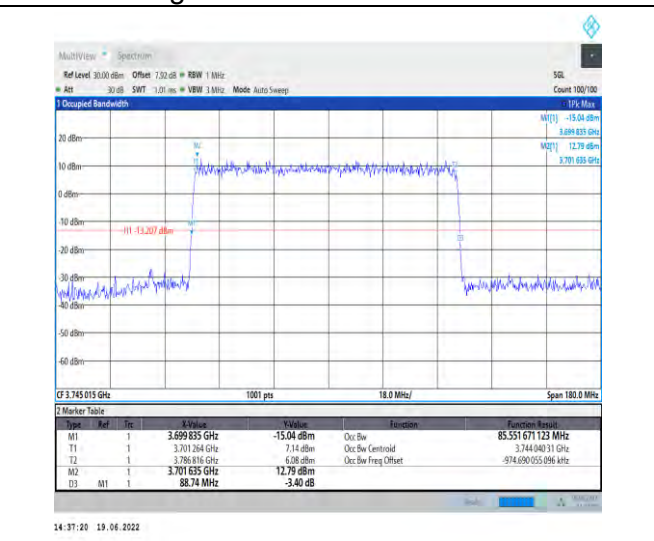 MultiView Spectrum
Ref Level 30.00 dBm Offset 7.92 dB RBW 1 MHz SGL
Att 30 dB SWT 1.01 ms VBW 3 MHz Mode Auto Sweep Count 100/100
1 Occupied Bandwidth 1Pk Max
M1[1] -15.04 dBm
3.699 835 GHz
M2[1] 12.79 dBm
3.701 635 GHz
20 dBm
M2
T1
T2
10 dBm
0 dBm
-10 dBm
M1
H1 -13.207 dBm
D3
-20 dBm
-30 dBm
-40 dBm
-50 dBm
-60 dBm
CF 3.745 015 GHz 1001 pts 18.0 MHz/ Span 180.0 MHz
2 Marker Table
Type Ref Trc X-Value Y-Value Function Function Result
M1 1 3.699 835 GHz -15.04 dBm Occ Bw 85.551 671 123 MHz
T1 1 3.701 264 GHz 7.14 dBm Occ Bw Centroid 3.744 040 31 GHz
T2 1 3.786 816 GHz 6.08 dBm Occ Bw Freq Offset -974.690 055 096 kHz
M2 1 3.701 635 GHz 12.79 dBm
D3 M1 1 88.74 MHz -3.40 dB
14:37:20 19.06.2022